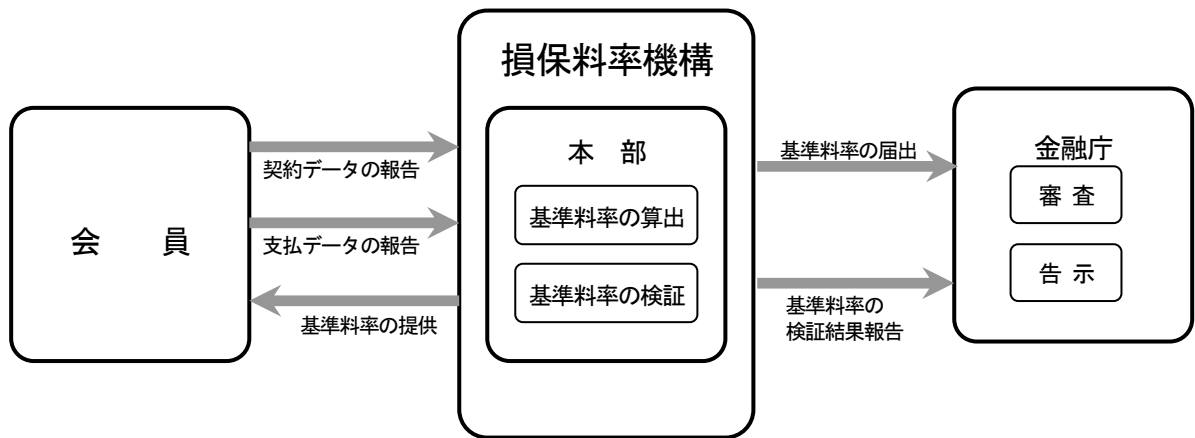 損保料率機構
会　員
契約データの報告
支払データの報告
基準料率の提供
本　部
基準料率の算出
基準料率の検証
基準料率の届出
基準料率の
検証結果報告
金融庁
審 査
告 示